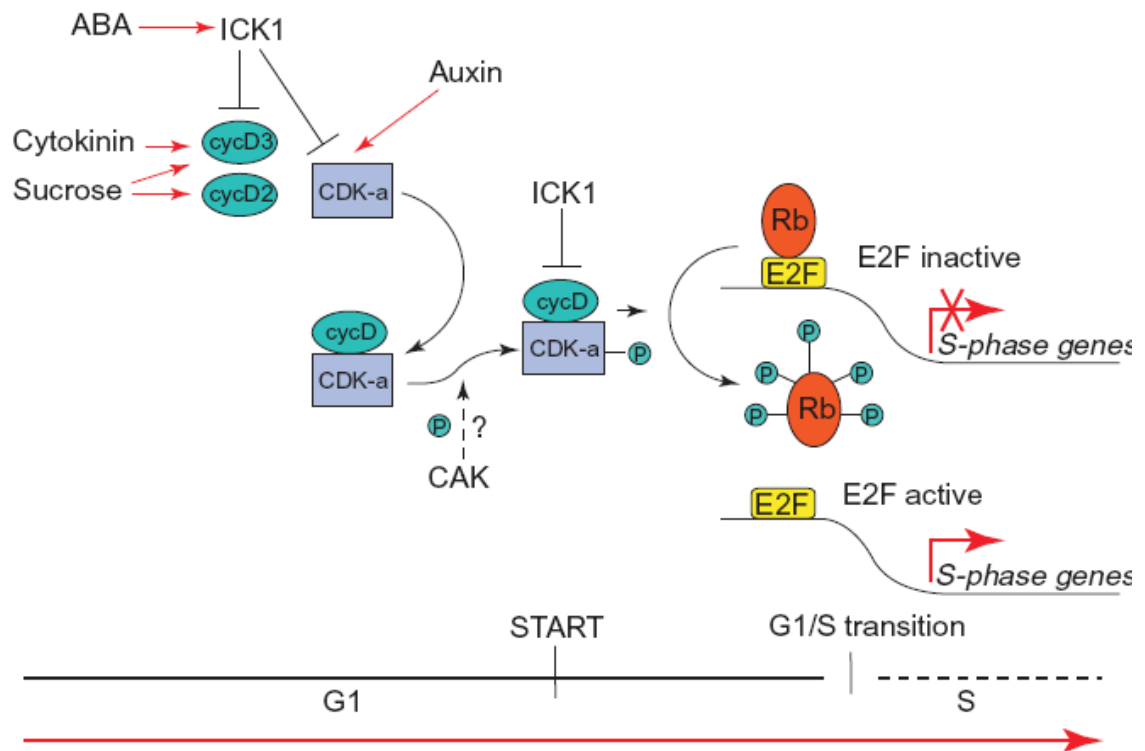 ABA
ICK1
Auxin
Cytokinin
cycD3
Sucrose
cycD2
CDK-a
ICK1
Rb
E2F
E2F inactive
S-phase genes
cycD
CDK-a
cycD
CDK-a
P
P
?
CAK
P
P
P
P
P
Rb
E2F
E2F active
S-phase genes
START
G1/S transition
G1
S